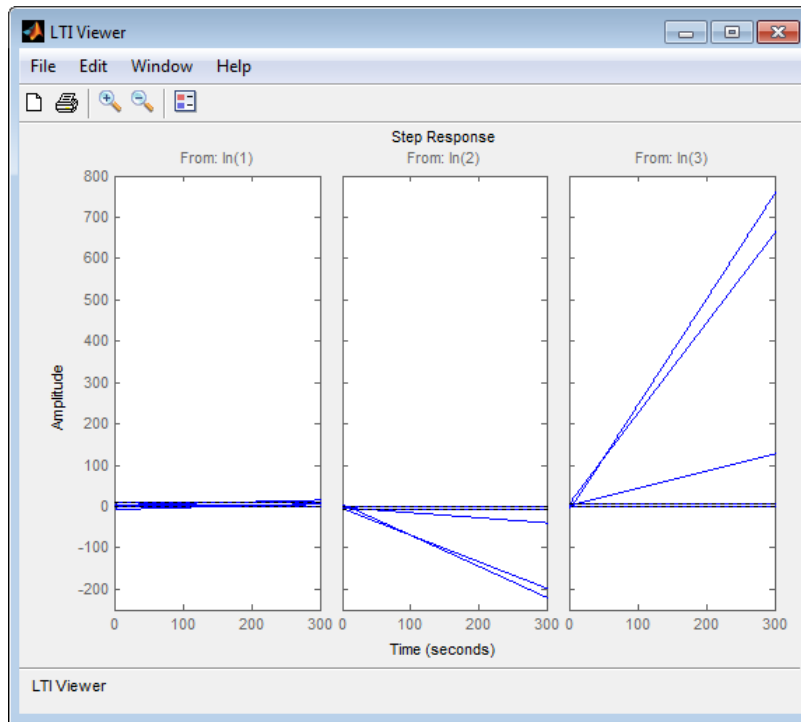 LTI Viewer
File Edit Window Help
Step Response
From: In(1) From: In(2) From: In(3)
800
700
600
500
400
300
200
100
0
-100
-200
Amplitude
0 100 200 300 0 100 200 300 0 100 200 300
Time (seconds)
LTI Viewer